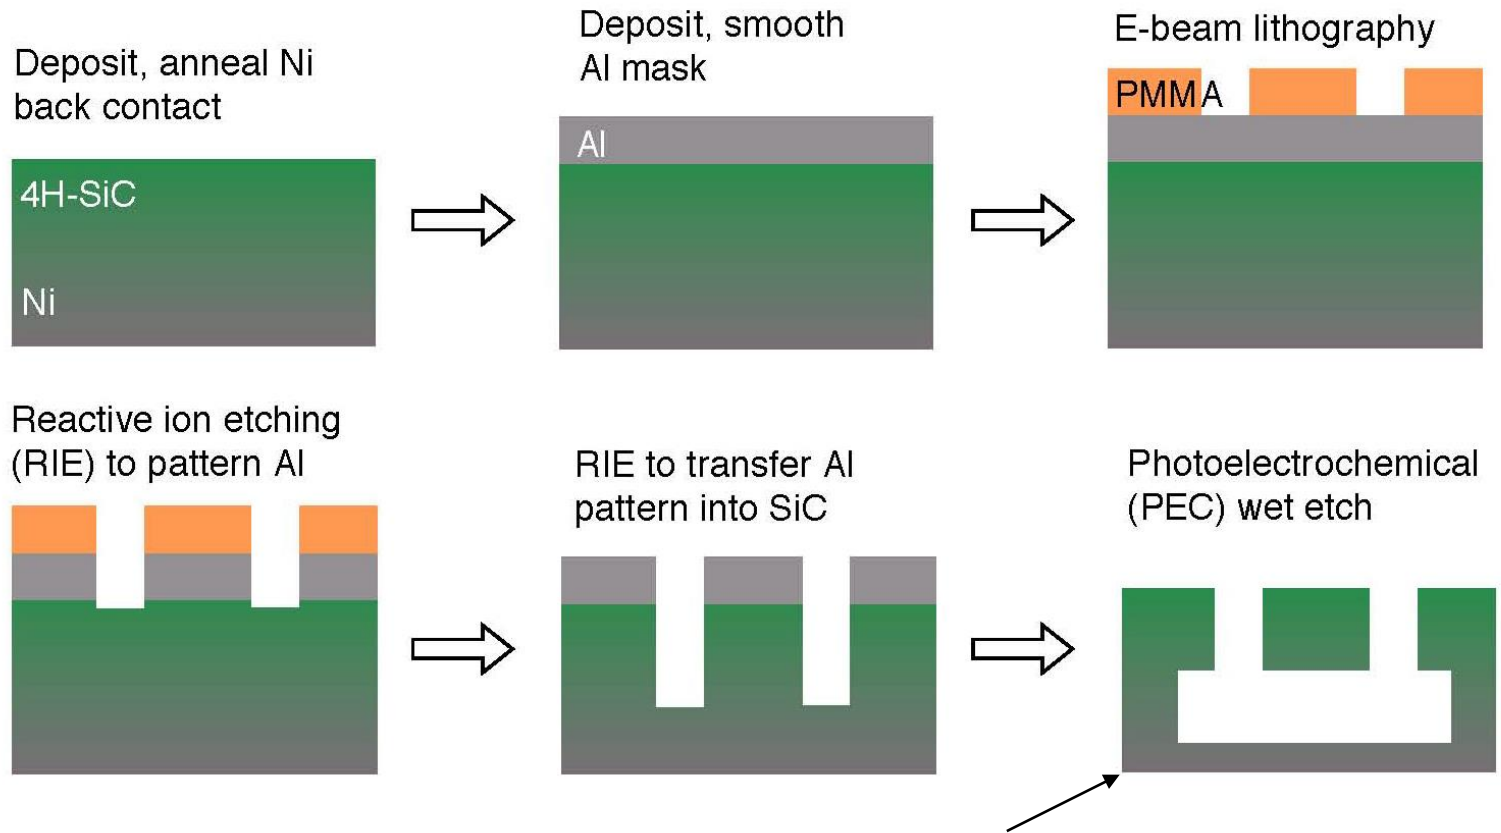 Deposit, anneal Ni
back contact
4H-SiC
Ni
Deposit, smooth
Al mask
Al
E-beam lithography
PMMA
Reactive ion etching
(RIE) to pattern Al
RIE to transfer Al
pattern into SiC
Photoelectrochemical
(PEC) wet etch